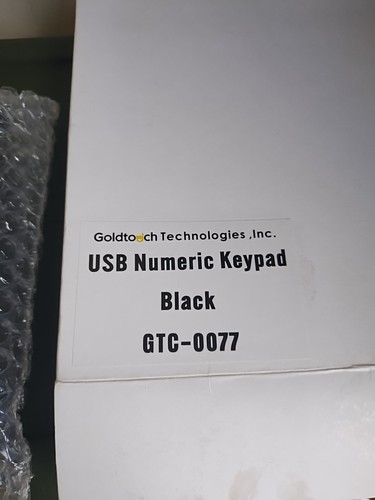 Goldtouch Technologies ,Inc.
USB Numeric Keypad
Black
GTC-0077